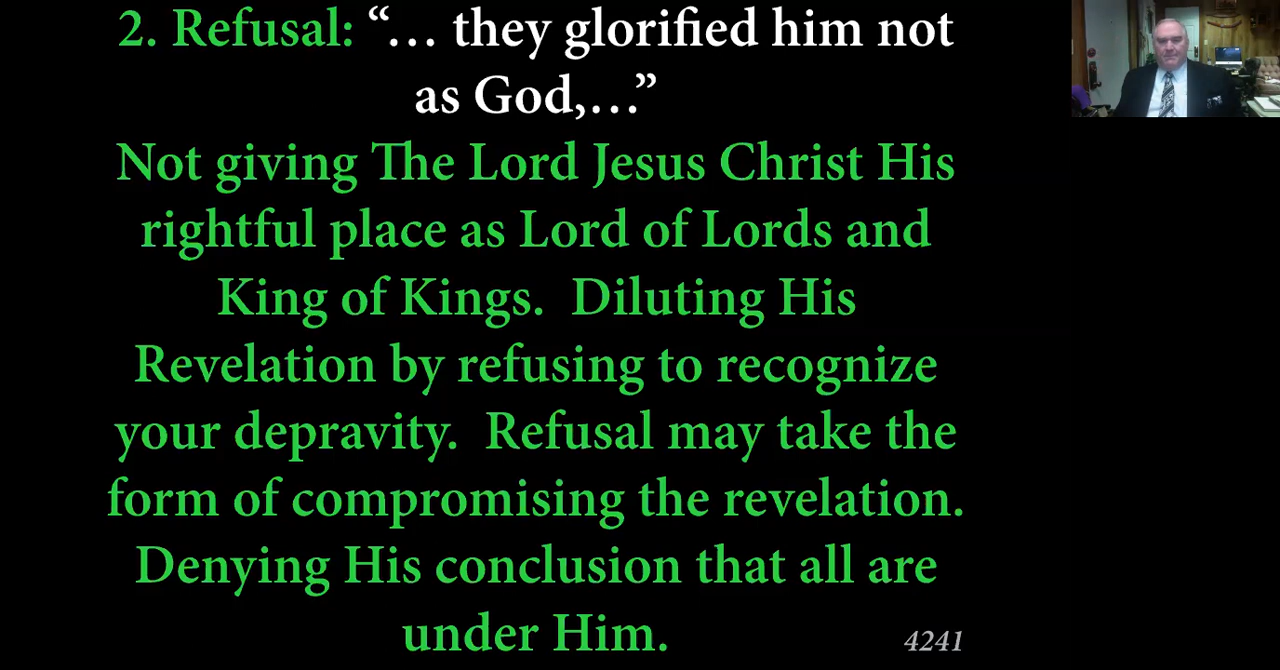 2. Refusal: “… they glorified him not
as God,…”
Not giving The Lord Jesus Christ His
rightful place as Lord of Lords and
King of Kings.  Diluting His
Revelation by refusing to recognize
your depravity.  Refusal may take the
form of compromising the revelation.
Denying His conclusion that all are
under Him.
4241